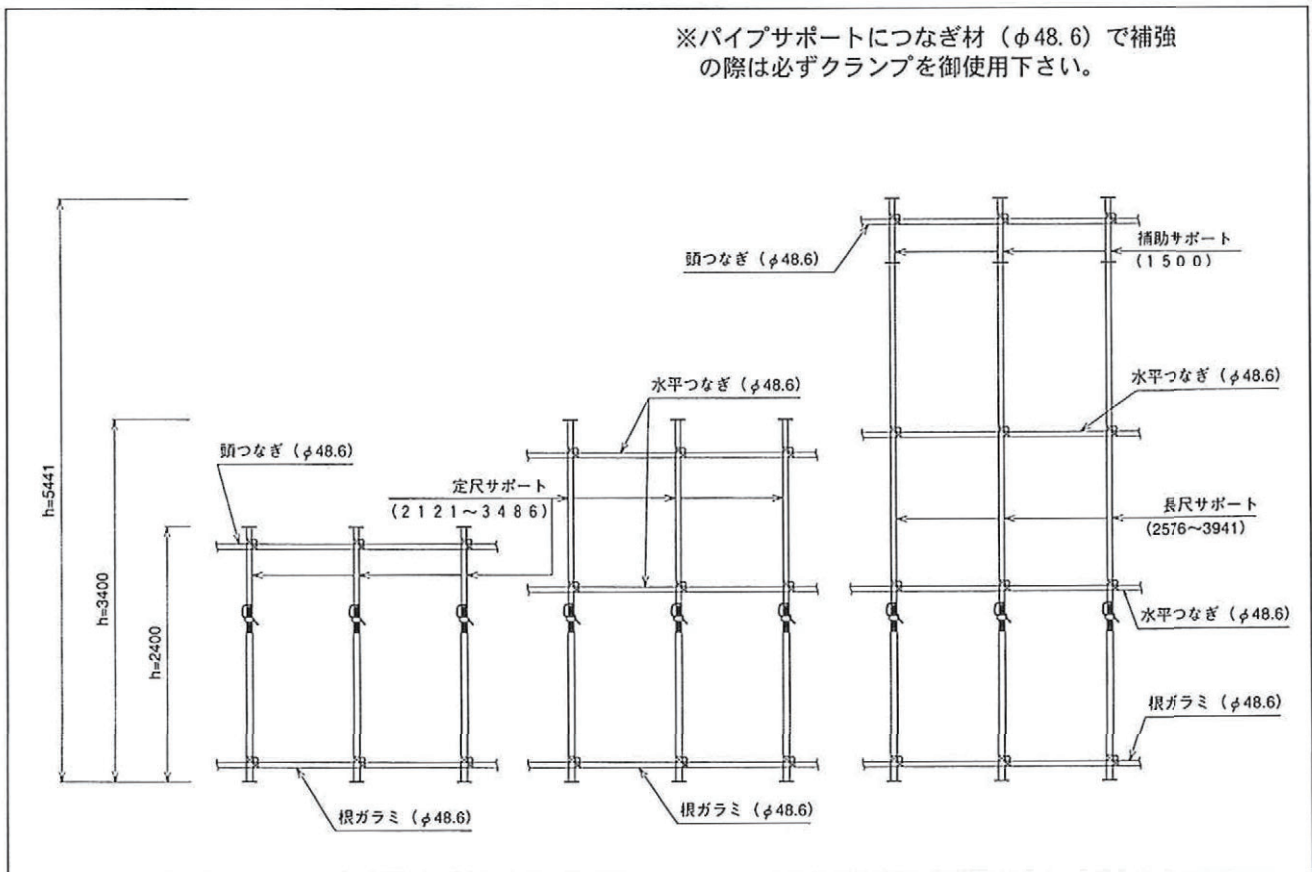 ※パイプサポートにつなぎ材（φ48.6）で補強
の際は必ずクランプを御使用下さい。
頭つなぎ（φ48.6）
補助サポート
（1500）
水平つなぎ（φ48.6）
水平つなぎ（φ48.6）
頭つなぎ（φ48.6）
定尺サポート
（2121～3486）
長尺サポート
（2576～3941）
水平つなぎ（φ48.6）
根ガラミ（φ48.6）
根ガラミ（φ48.6）
根ガラミ（φ48.6）
h=5441
h=3400
h=2400